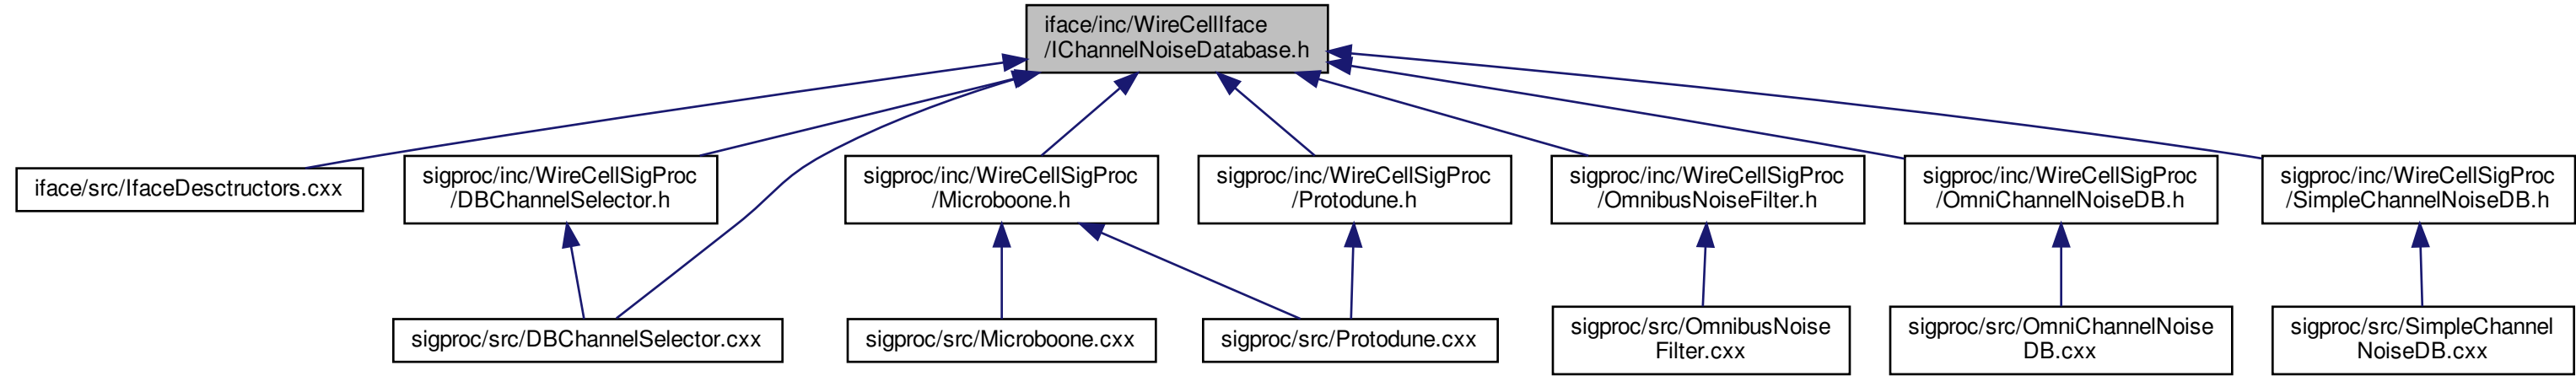 iface/inc/WireCellIface
/IChannelNoiseDatabase.h
iface/src/IfaceDesctructors.cxx
sigproc/inc/WireCellSigProc
/DBChannelSelector.h
sigproc/inc/WireCellSigProc
/Microboone.h
sigproc/inc/WireCellSigProc
/Protodune.h
sigproc/inc/WireCellSigProc
/OmnibusNoiseFilter.h
sigproc/inc/WireCellSigProc
/OmniChannelNoiseDB.h
sigproc/inc/WireCellSigProc
/SimpleChannelNoiseDB.h
sigproc/src/DBChannelSelector.cxx
sigproc/src/Microboone.cxx
sigproc/src/Protodune.cxx
sigproc/src/OmnibusNoise
Filter.cxx
sigproc/src/OmniChannelNoise
DB.cxx
sigproc/src/SimpleChannel
NoiseDB.cxx